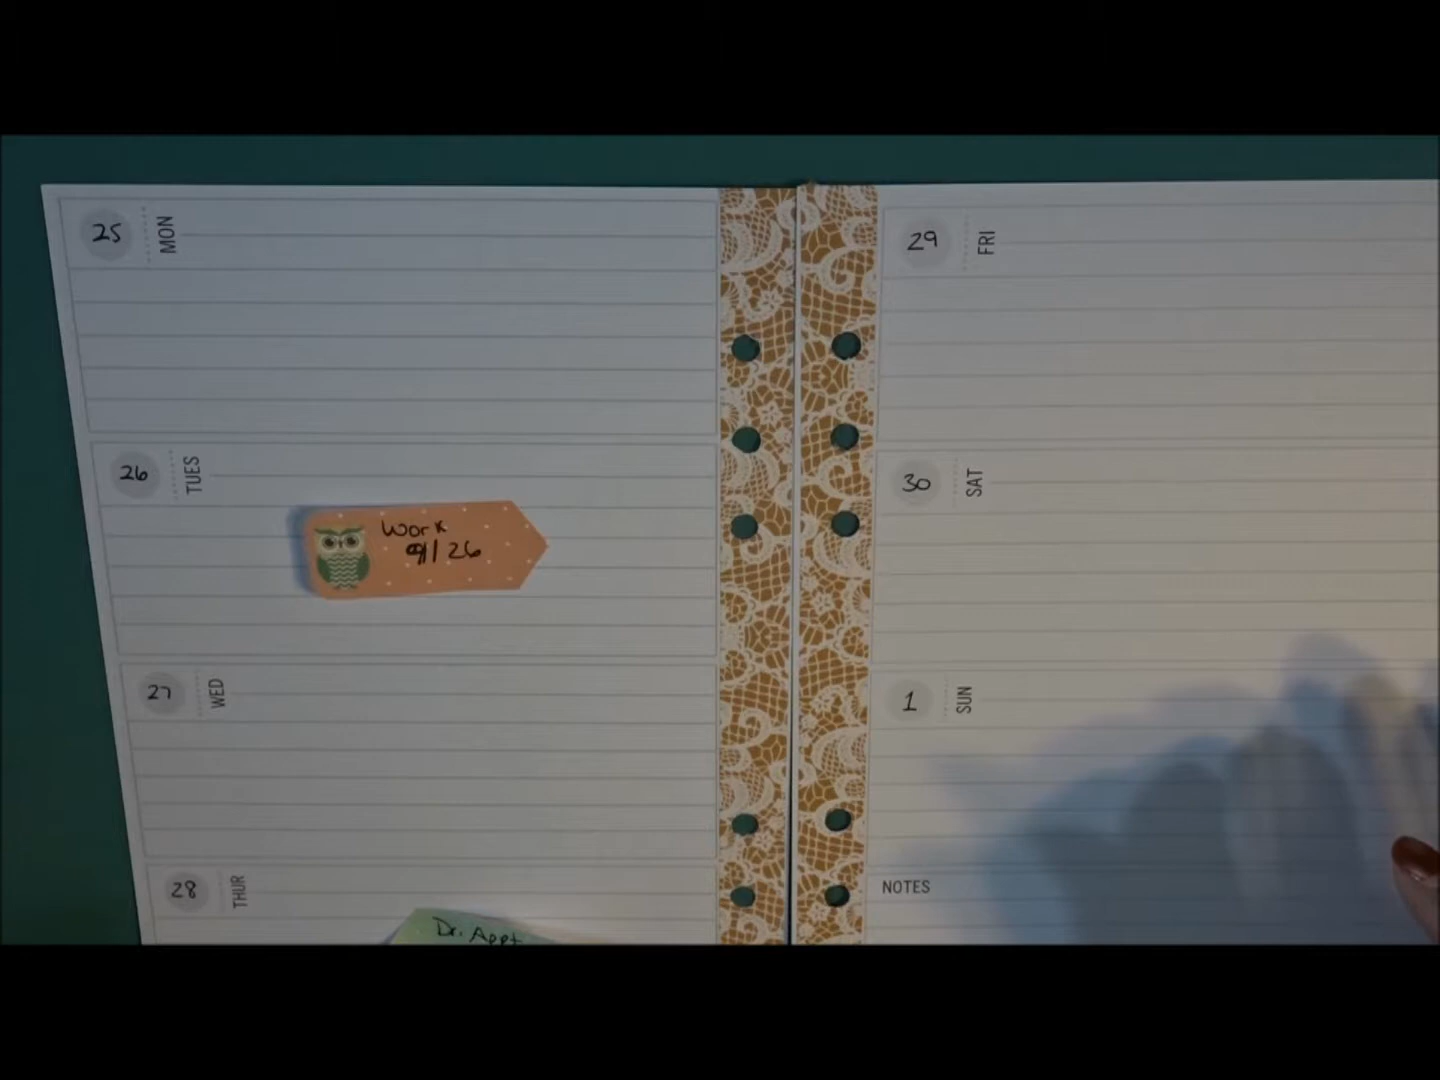 25
MON
26
TUES
Work
9/26
27
WED
28
THUR
Dr. Appt
29
FRI
30
SAT
1
SUN
NOTES